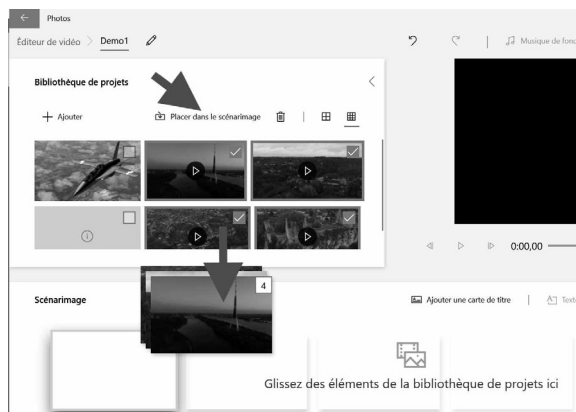 Photos
Éditeur de vidéo > Demo1
Musique de fond
Bibliothèque de projets
Ajouter
Placer dans le scénarimage
0:00,00
4
Scénarimage
Ajouter une carte de titre
Text
Glissez des éléments de la bibliothèque de projets ici